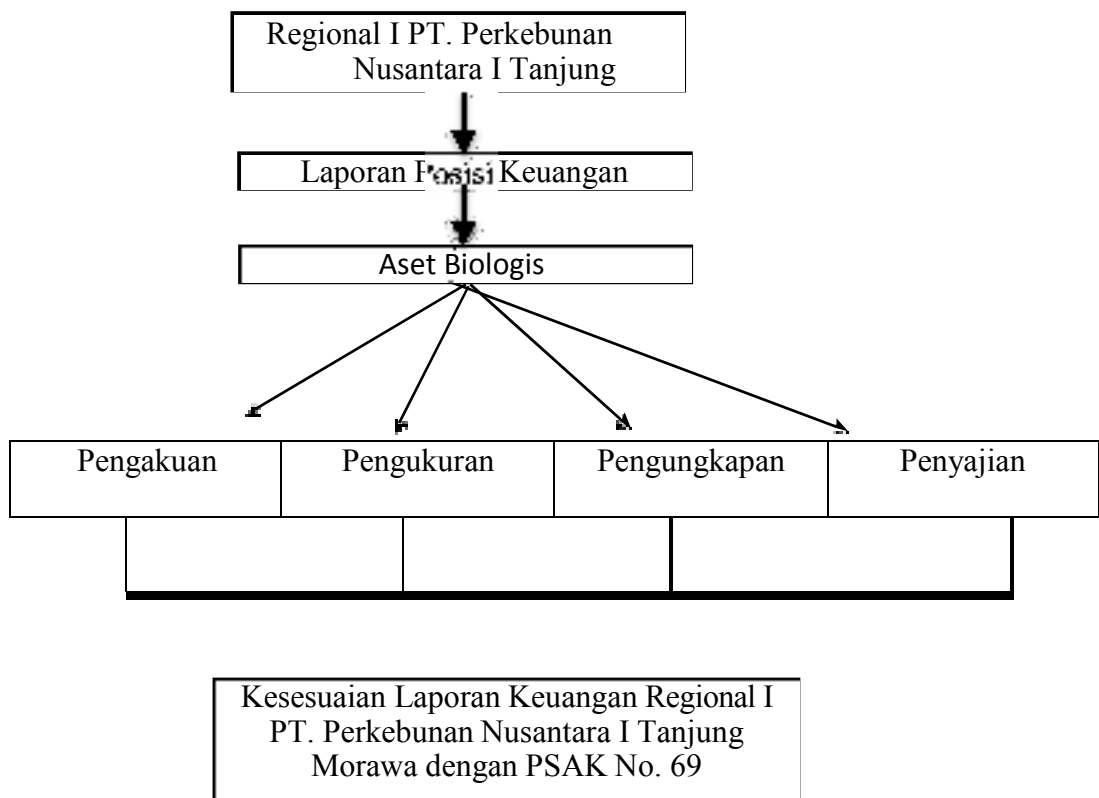 Regional I PT. Perkebunan
Nusantara I Tanjung
Laporan Posisi Keuangan
Aset Biologis
Pengakuan
Pengukuran
Pengungkapan
Penyajian
Kesesuaian Laporan Keuangan Regional I
PT. Perkebunan Nusantara I Tanjung
Morawa dengan PSAK No. 69